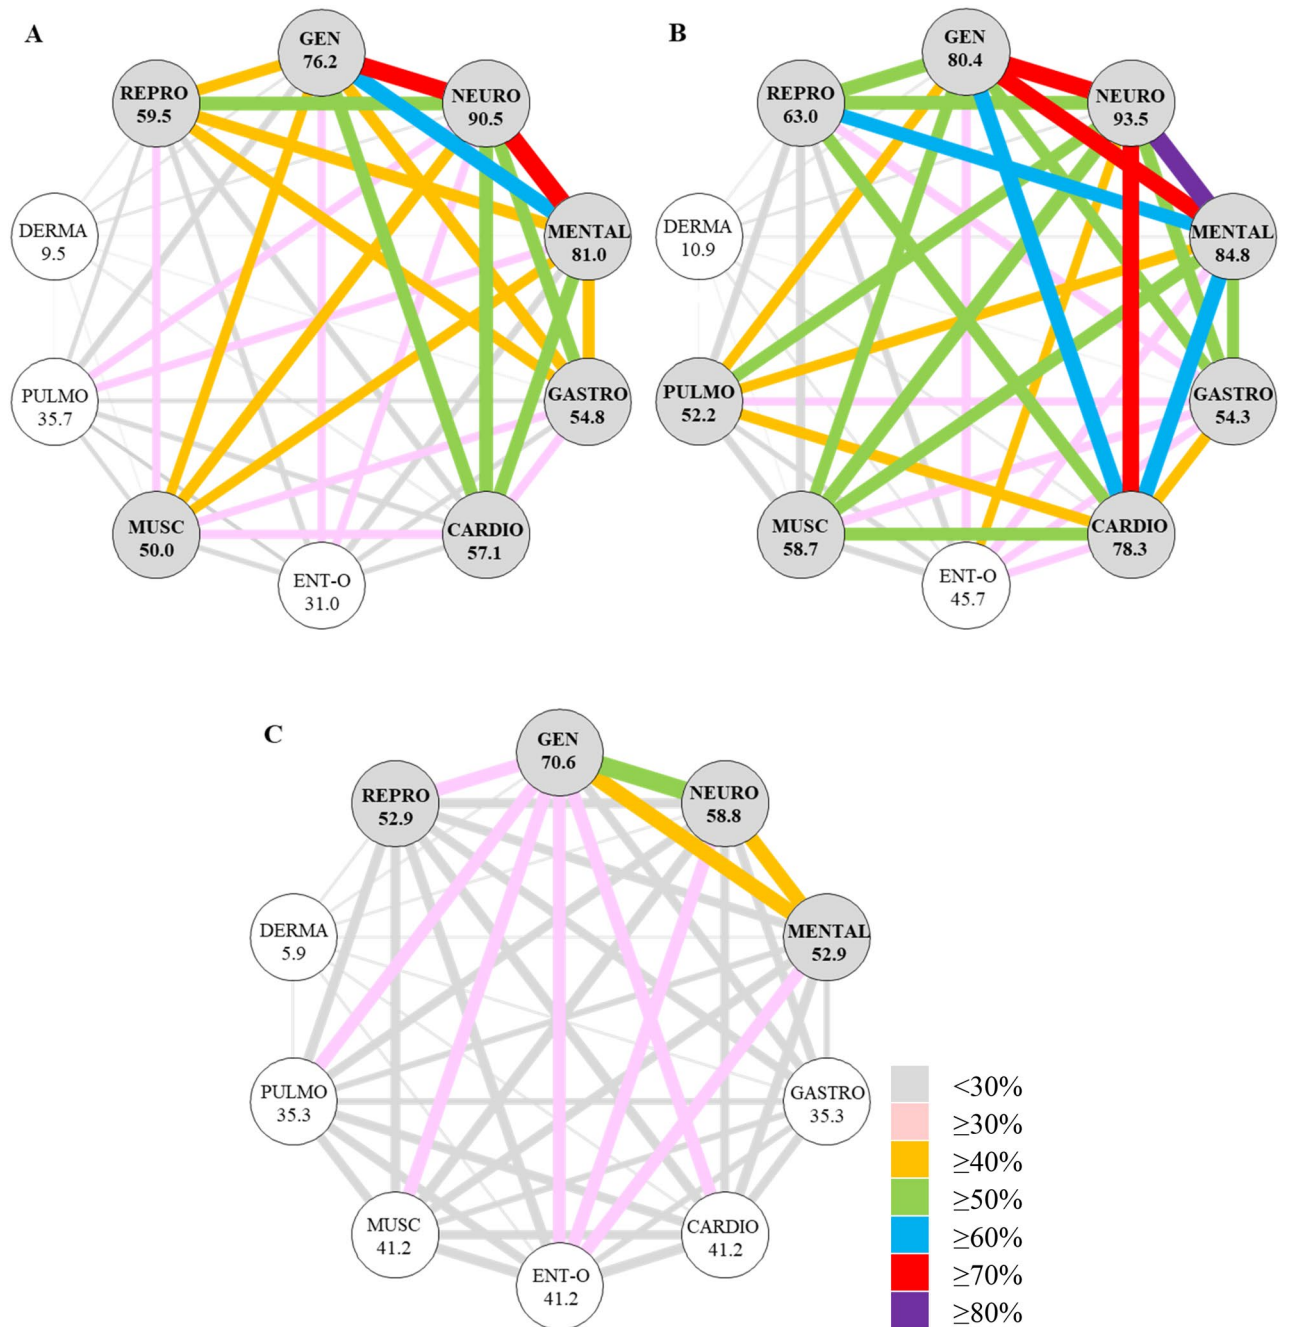 A
GEN
76.2
REPRO
59.5
NEURO
90.5
DERMA
9.5
MENTAL
81.0
PULMO
35.7
GASTRO
54.8
MUSC
50.0
CARDIO
57.1
ENT-O
31.0
B
GEN
80.4
REPRO
63.0
NEURO
93.5
DERMA
10.9
MENTAL
84.8
PULMO
52.2
GASTRO
54.3
MUSC
58.7
CARDIO
78.3
ENT-O
45.7
C
GEN
70.6
REPRO
52.9
NEURO
58.8
DERMA
5.9
MENTAL
52.9
PULMO
35.3
GASTRO
35.3
MUSC
41.2
CARDIO
41.2
ENT-O
41.2
<30%
≥30%
≥40%
≥50%
≥60%
≥70%
≥80%